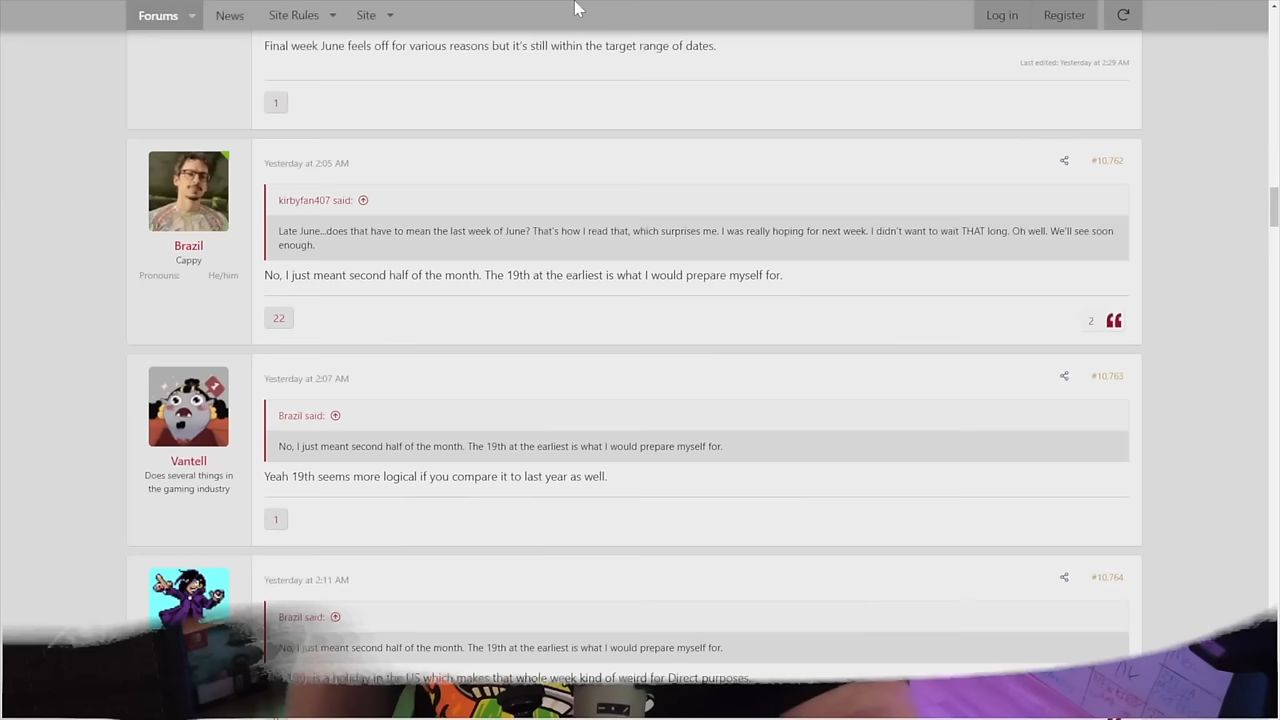 Forums
News
Site Rules
Site
Log in
Register
Final week June feels off for various reasons but it's still within the target range of dates.
Last edited: Yesterday at 2:29 AM
1
Yesterday at 2:05 AM
#10,762
kirbyfan407 said:
Late June...does that have to mean the last week of June? That's how I read that, which surprises me. I was really hoping for next week. I didn't want to wait THAT long. Oh well. We'll see soon
enough.
Brazil
Cappy
Pronouns: He/him
No, I just meant second half of the month. The 19th at the earliest is what I would prepare myself for.
22
2
Yesterday at 2:07 AM
#10,763
Brazil said:
No, I just meant second half of the month. The 19th at the earliest is what I would prepare myself for.
Vantell
Does several things in
the gaming industry
Yeah 19th seems more logical if you compare it to last year as well.
1
Yesterday at 2:11 AM
#10,764
Brazil said:
No, I just meant second half of the month. The 19th at the earliest is what I would prepare myself for.
is a holiday in the US which makes that whole week kind of weird for Direct purposes.